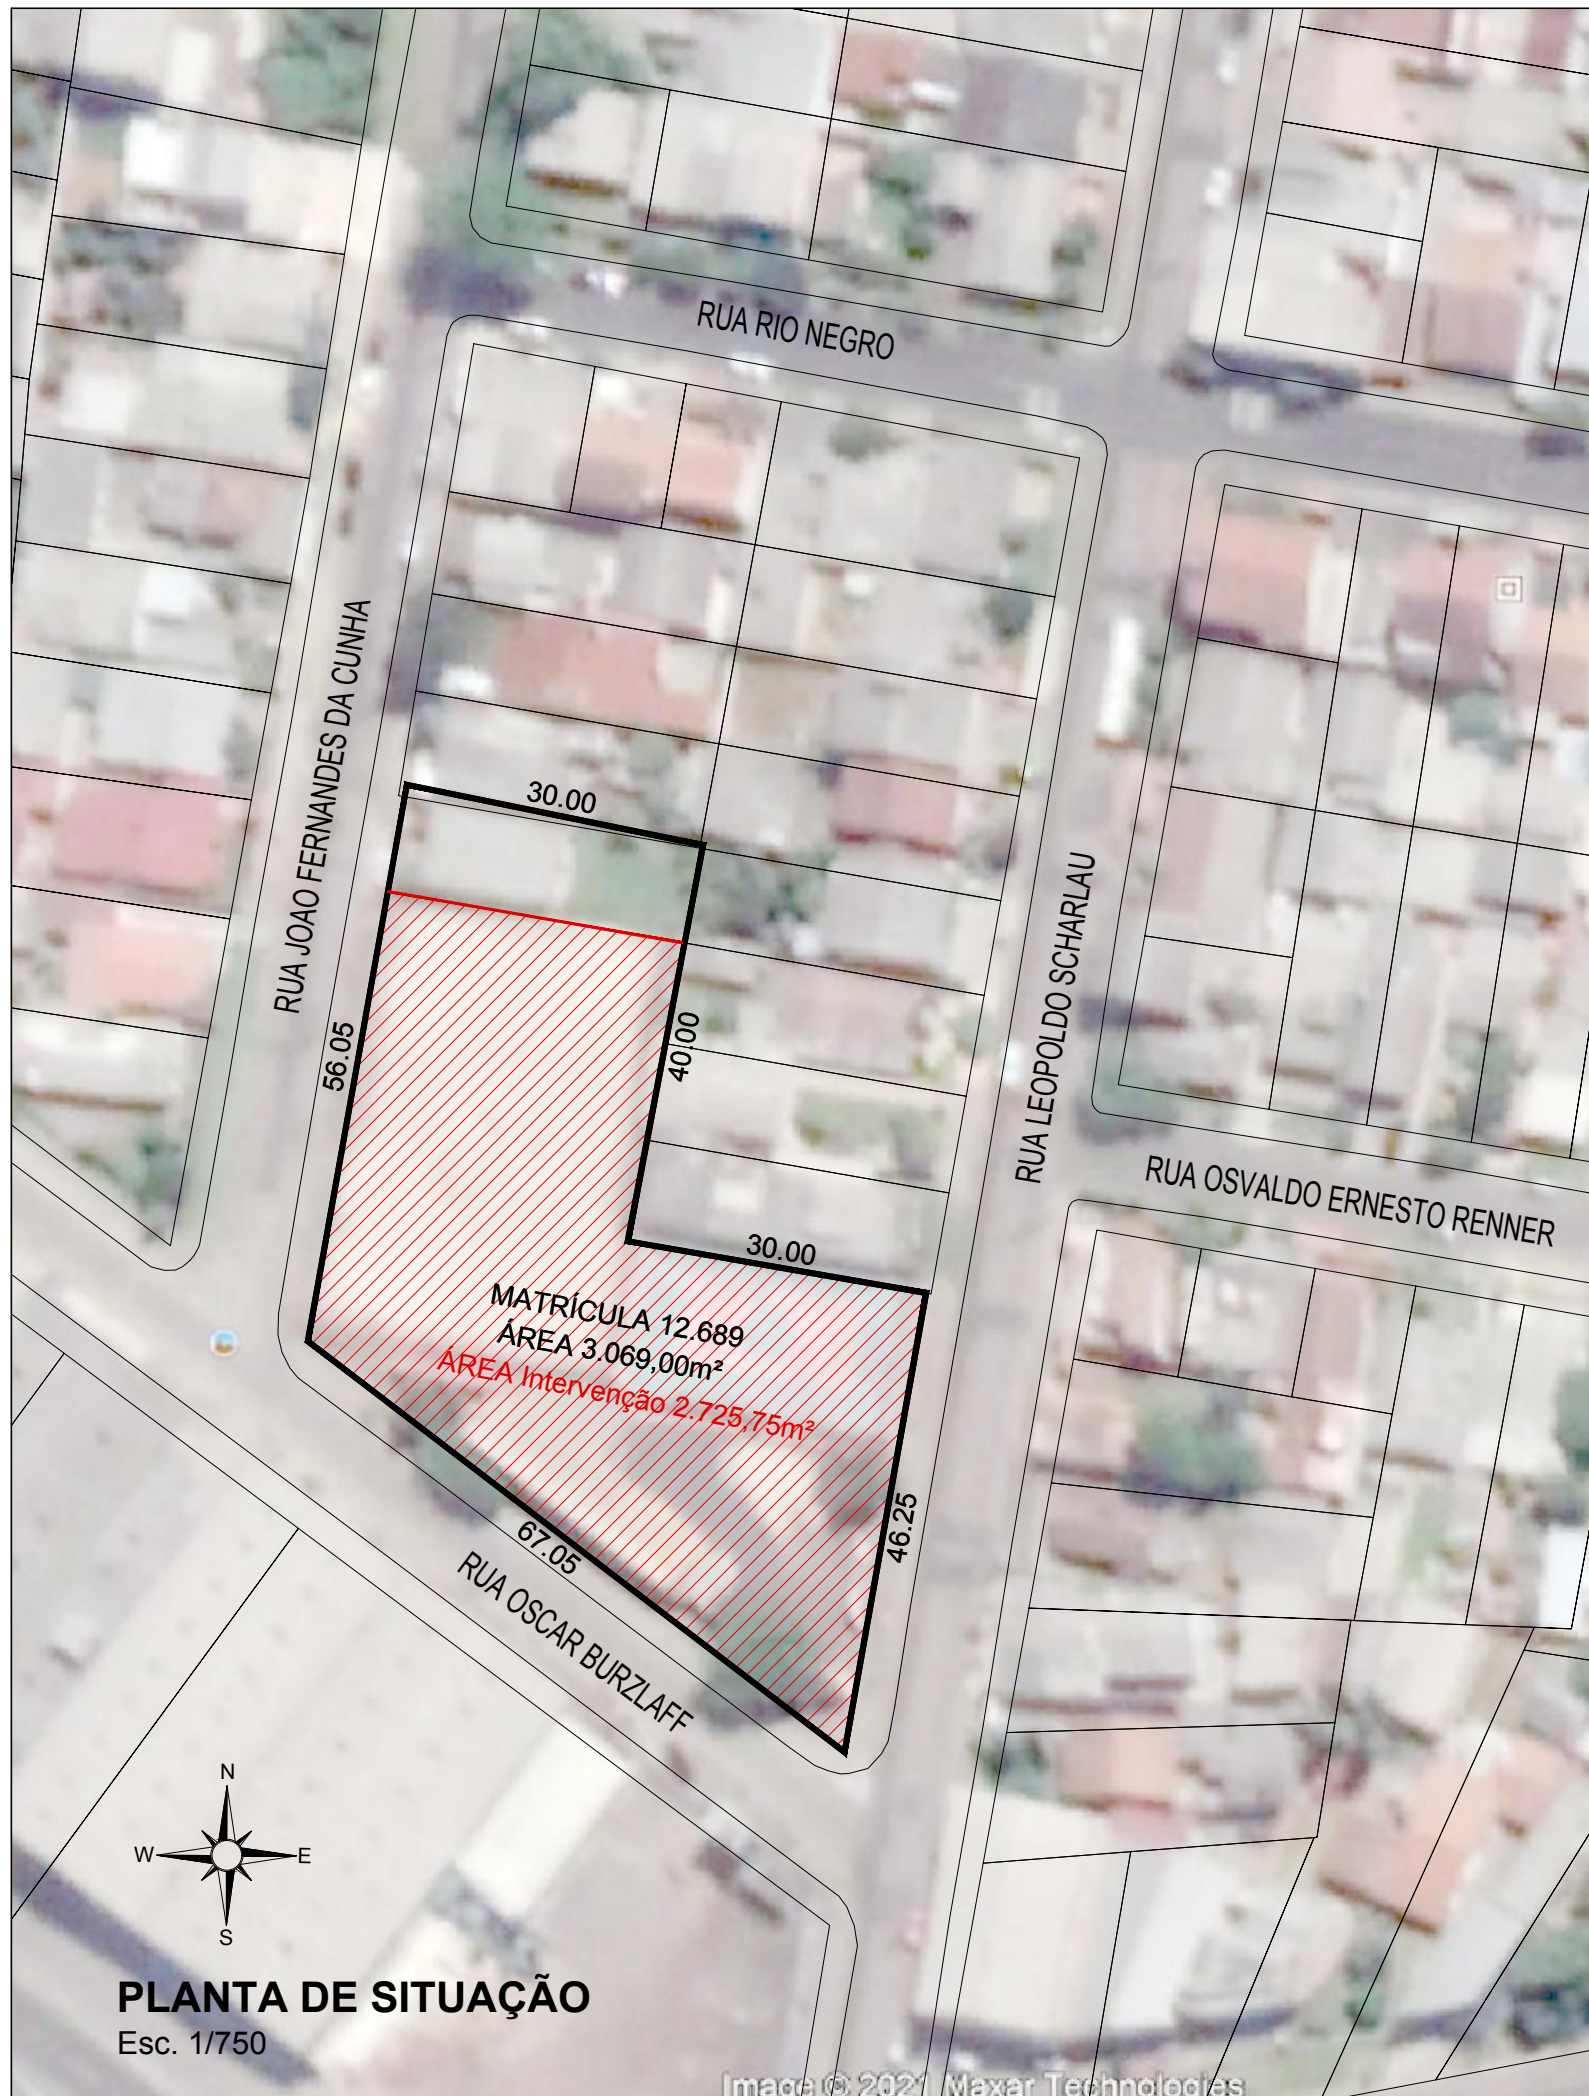 RUA RIO NEGRO
RUA JOAO FERNANDES DA CUNHA
30.00
RUA LEOPOLDO SCHARLAU
56.05
40.00
RUA OSVALDO ERNESTO RENNER
30.00
MATRÍCULA 12.689
ÁREA 3.069,00m²
ÁREA Intervenção 2.725,75m²
46.25
67.05
RUA OSCAR BURZLAFF
N
W
E
S
PLANTA DE SITUAÇÃO
Esc. 1/750
Image © 2021 Maxar Technologies